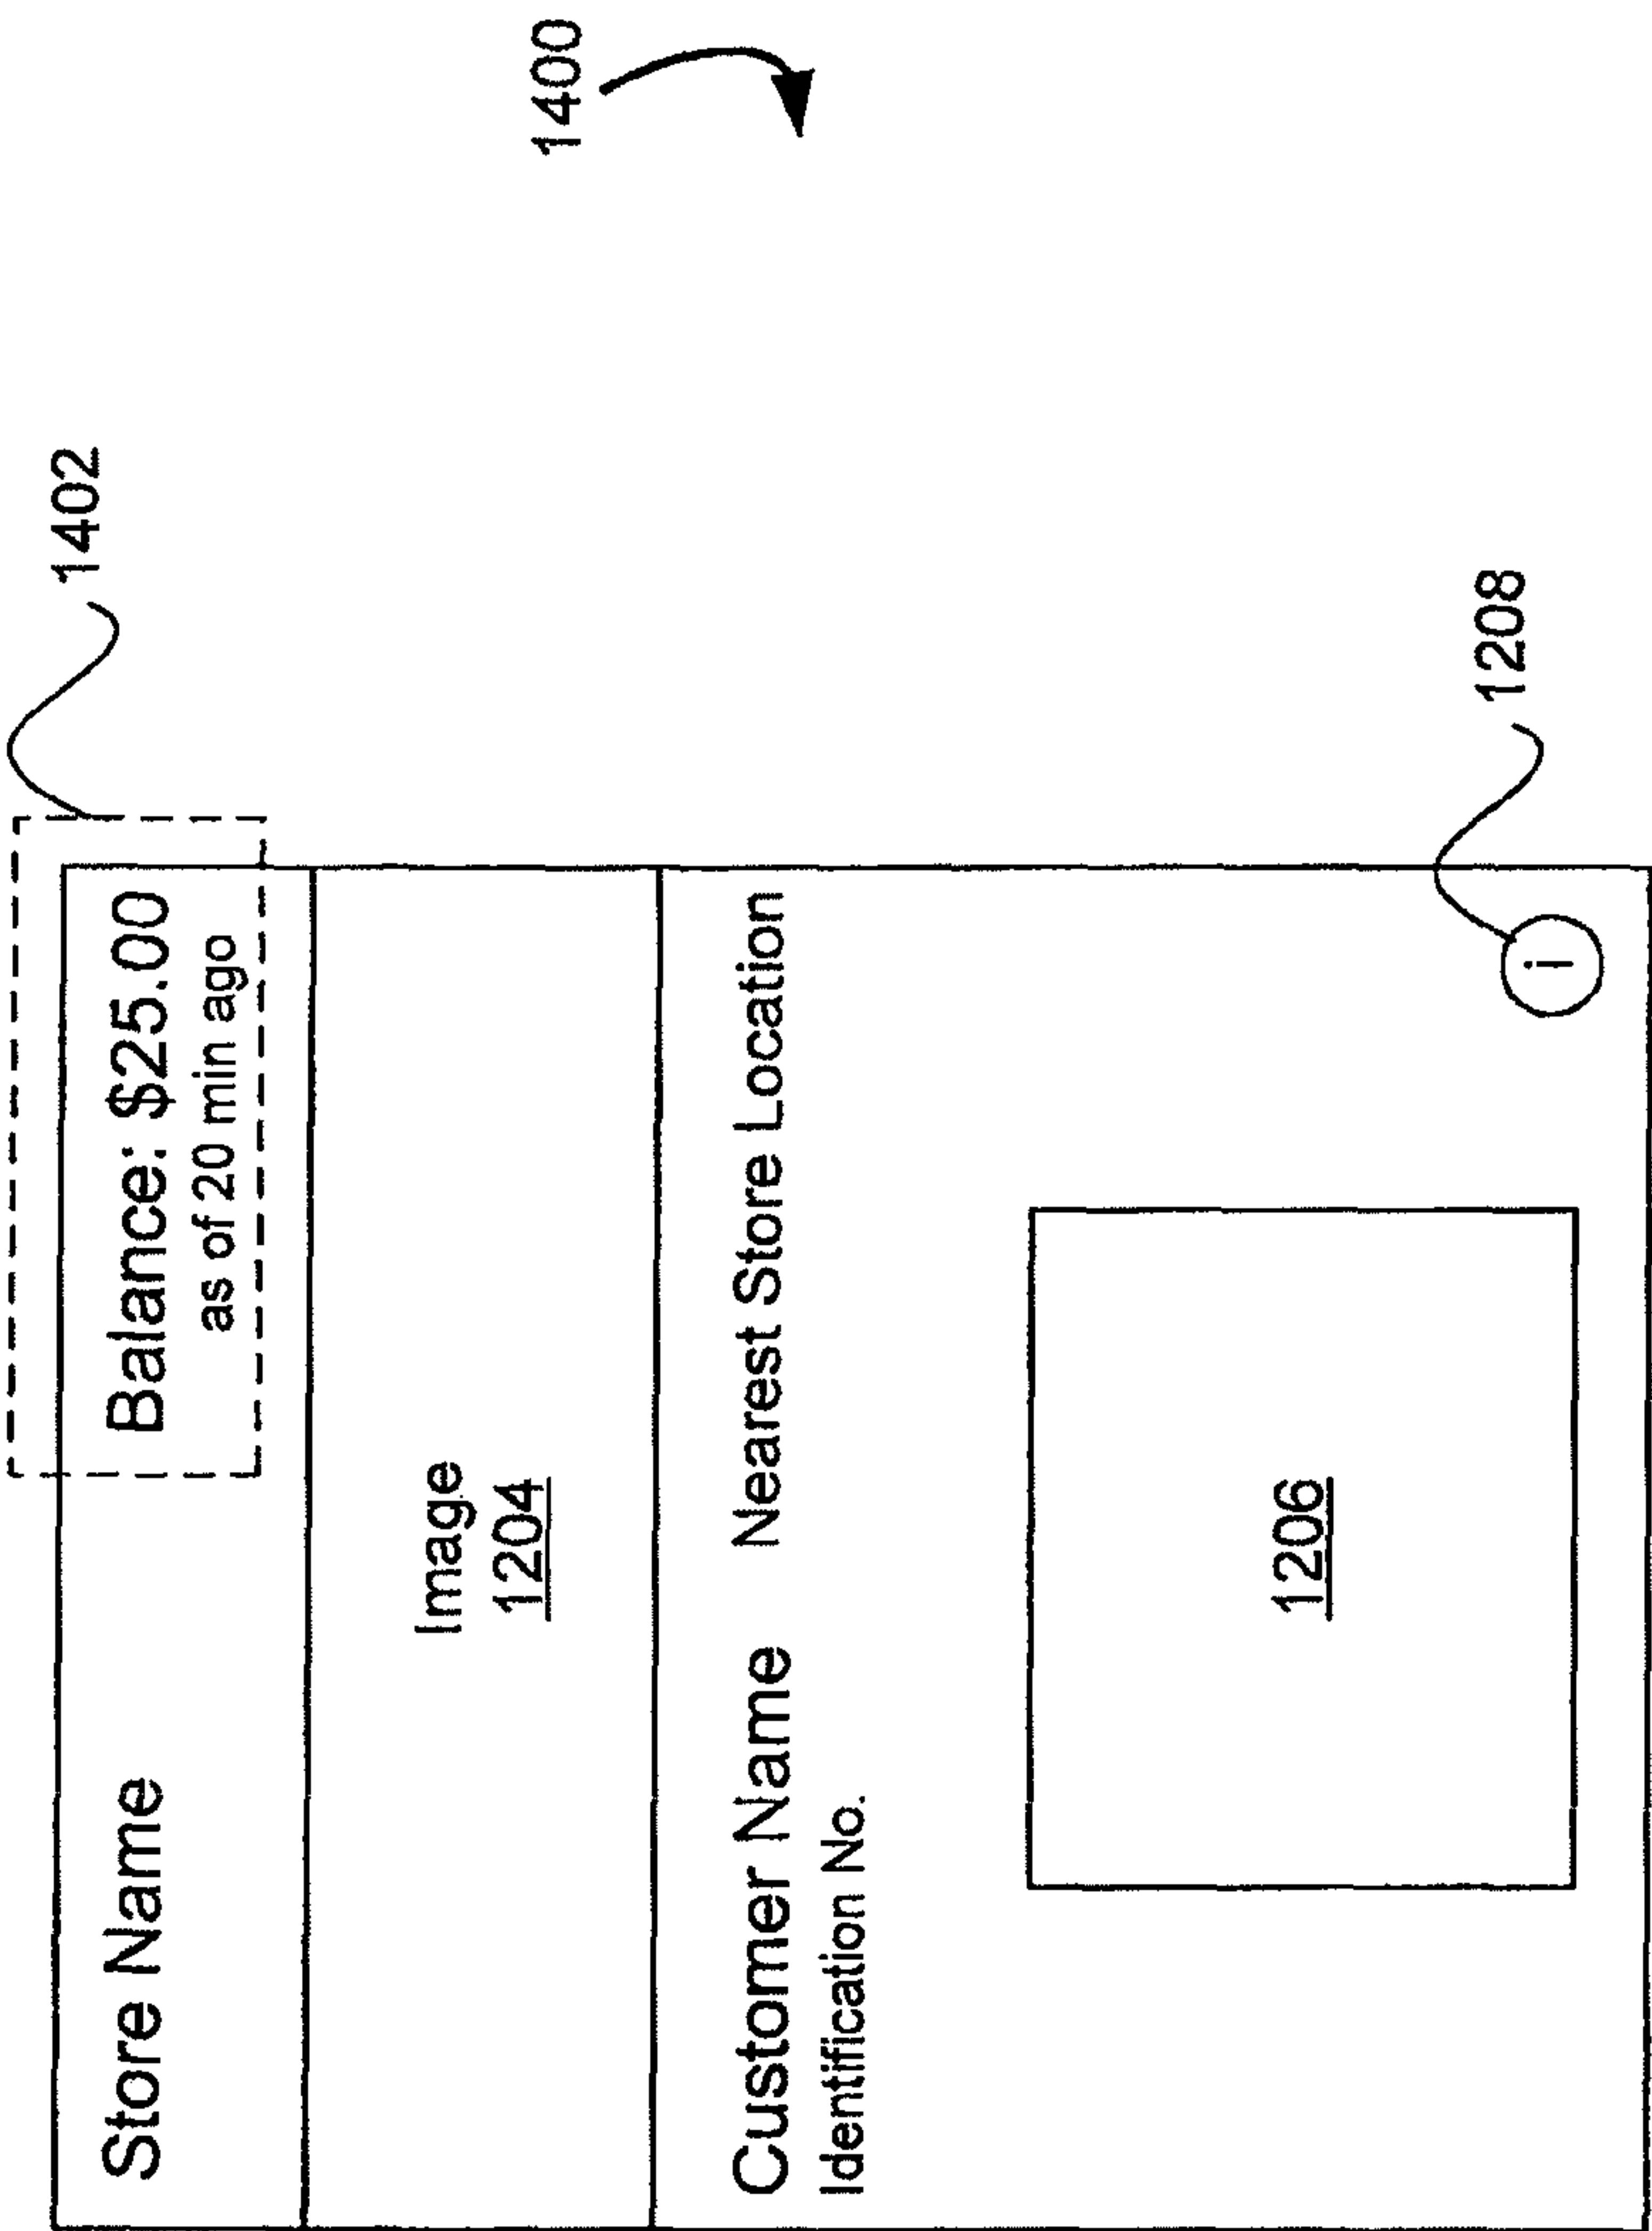 1400
1402
Store Name
Balance: $25.00
as of 20 min ago
Image
1204
Customer Name
Nearest Store Location
Identification No.
1206
i
1208